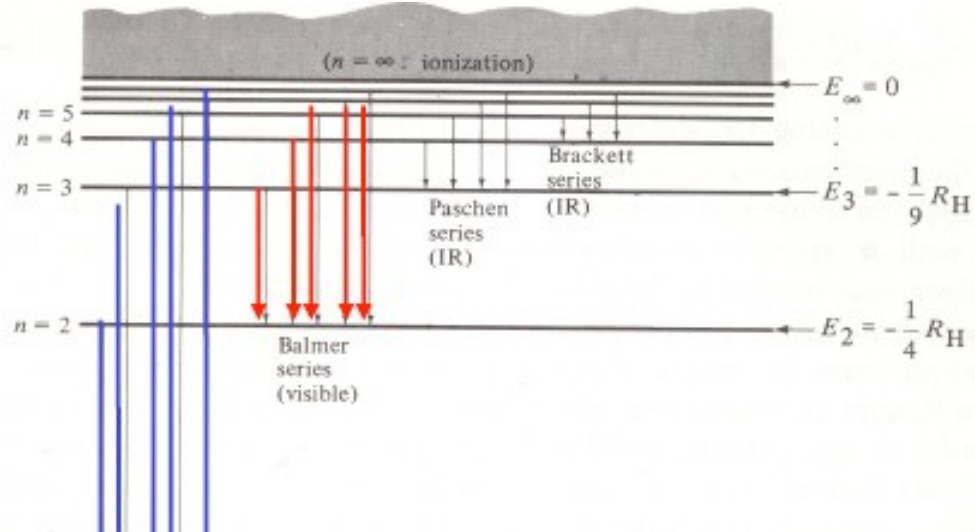 (n = ∞ : ionization)
E∞ = 0
n = 5
n = 4
n = 3
Brackett
series
(IR)
E3 = - 1/9 RH
Paschen
series
(IR)
n = 2
E2 = - 1/4 RH
Balmer
series
(visible)